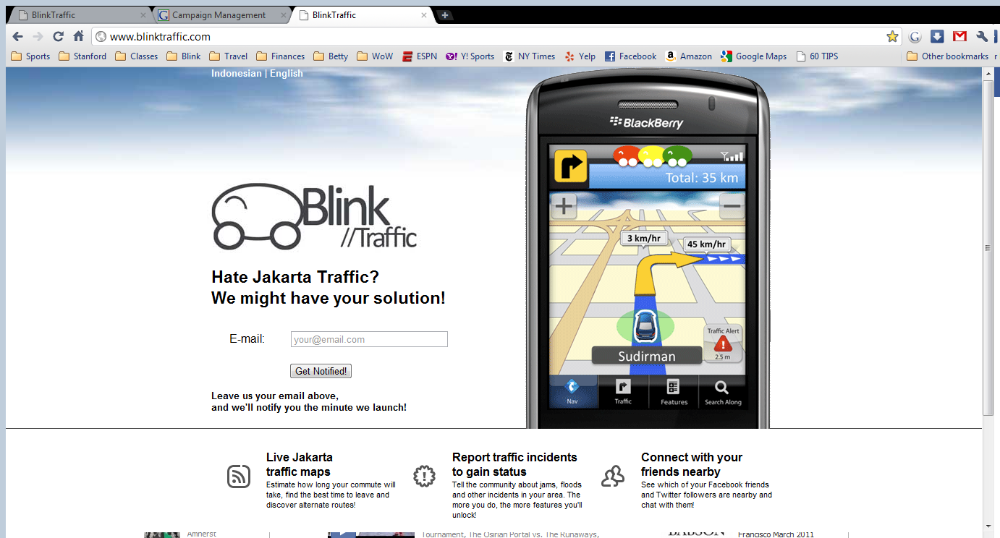 BlinkTraffic
Campaign Management
BlinkTraffic
www.blinktraffic.com
Sports Stanford Classes Blink Travel Finances Betty WoW ESPN Y! Sports NY Times Yelp Facebook Amazon Google Maps 60 TIPS Other bookmarks
Indonesian | English
Blink
//Traffic
Hate Jakarta Traffic?
We might have your solution!
E-mail: your@email.com
Get Notified!
Leave us your email above,
and we'll notify you the minute we launch!
BlackBerry
Total: 35 km
3 km/hr
45 km/hr
Traffic Alert
2.5 m
Sudirman
Nav Traffic Features Search Along
Live Jakarta
traffic maps
Estimate how long your commute will
take, find the best time to leave and
discover alternate routes!
Report traffic incidents
to gain status
Tell the community about jams, floods
and other incidents in your area. The
more you do, the more features you'll
unlock!
Connect with your
friends nearby
See which of your Facebook friends
and Twitter followers are nearby and
chat with them!
Amherst
Tournament, The Osirian Portal vs. The Runaways,
BABSON
Francisco March 2011